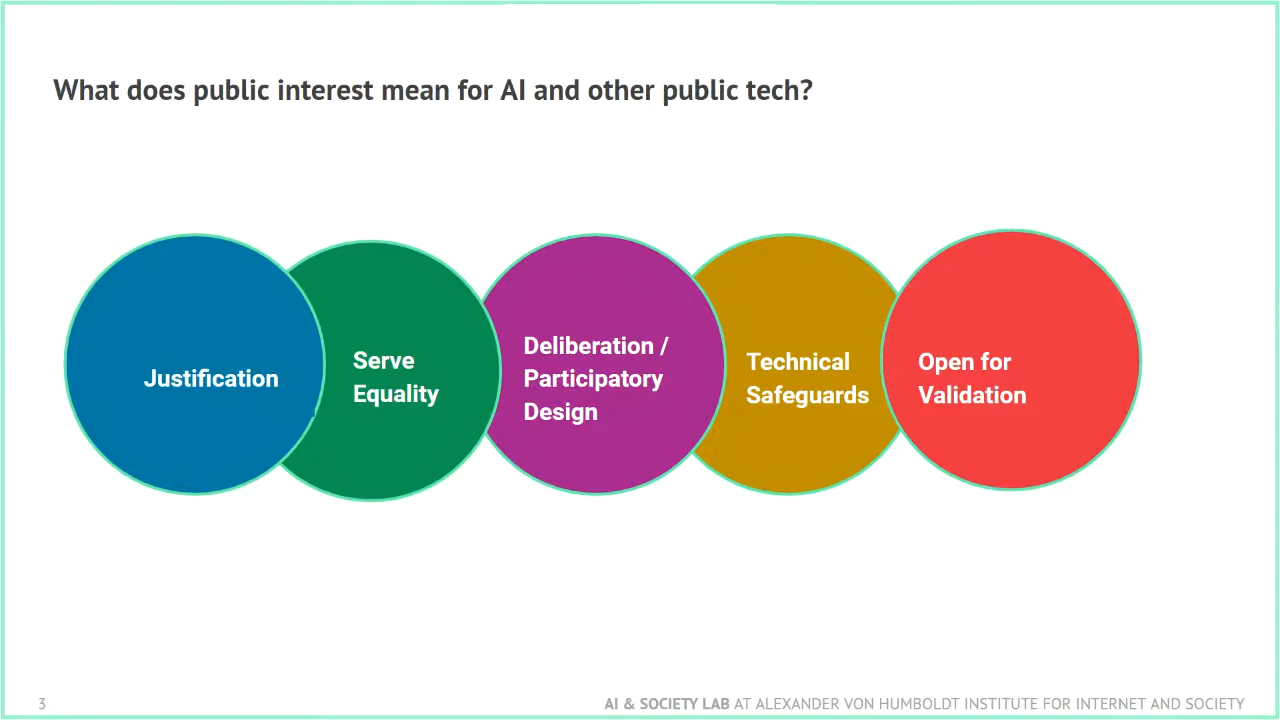 What does public interest mean for AI and other public tech?
Justification
Serve
Equality
Deliberation /
Participatory
Design
Technical
Safeguards
Open for
Validation
3
AI & SOCIETY LAB AT ALEXANDER VON HUMBOLDT INSTITUTE FOR INTERNET AND SOCIETY